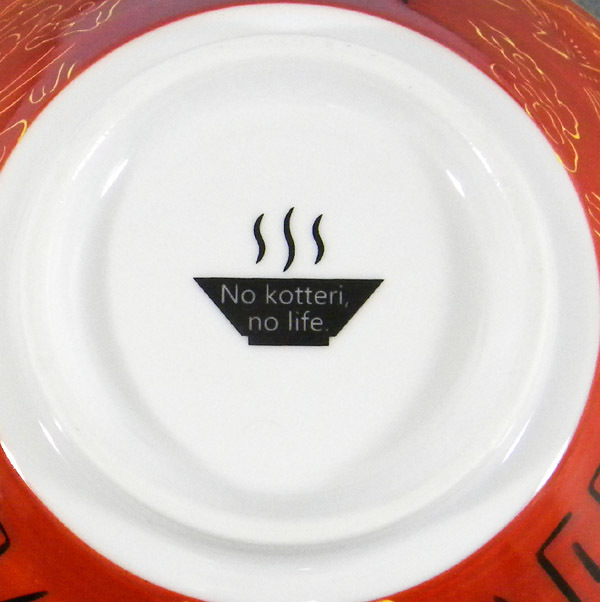 No kotteri,
no life.